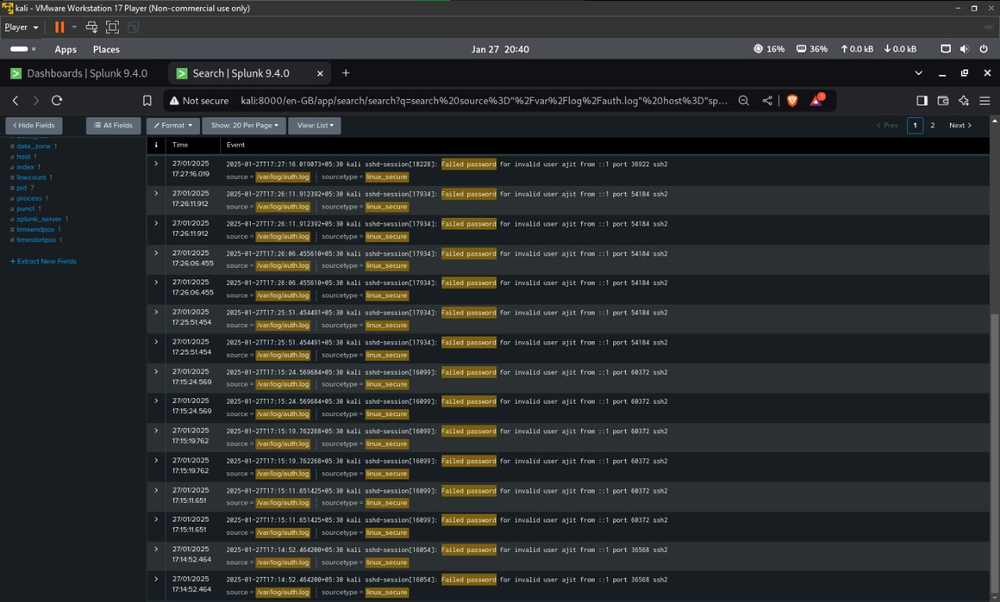 kali - VMware Workstation 17 Player (Non-commercial use only)
Player
Apps Places Jan 27 20:40 16% 36% 0.0 kB 0.0 kB
Dashboards | Splunk 9.4.0 Search | Splunk 9.4.0
Not secure kali:8000/en-GB/app/search/search?q=search%20source%3D"%2Fvar%2Flog%2Fauth.log"%20host%3D"sp... 1
Hide Fields All Fields Format Show: 20 Per Page View: List Prev 1 2 Next
i Time Event
# date_zone 1
a host 1
a index 1
# linecount 1
# pid 7
a process 1
a punct 1
a splunk_server 1
# timeendpos 1
# timestartpos 1
+ Extract New Fields
27/01/2025 2025-01-27T17:27:16.019073+05:30 kali sshd-session[18228]: Failed password for invalid user ajit from ::1 port 36922 ssh2
17:27:16.019 source = /var/log/auth.log sourcetype = linux_secure
27/01/2025 2025-01-27T17:26:11.912392+05:30 kali sshd-session[17934]: Failed password for invalid user ajit from ::1 port 54184 ssh2
17:26:11.912 source = /var/log/auth.log sourcetype = linux_secure
27/01/2025 2025-01-27T17:26:11.912392+05:30 kali sshd-session[17934]: Failed password for invalid user ajit from ::1 port 54184 ssh2
17:26:11.912 source = /var/log/auth.log sourcetype = linux_secure
27/01/2025 2025-01-27T17:26:06.455610+05:30 kali sshd-session[17934]: Failed password for invalid user ajit from ::1 port 54184 ssh2
17:26:06.455 source = /var/log/auth.log sourcetype = linux_secure
27/01/2025 2025-01-27T17:26:06.455610+05:30 kali sshd-session[17934]: Failed password for invalid user ajit from ::1 port 54184 ssh2
17:26:06.455 source = /var/log/auth.log sourcetype = linux_secure
27/01/2025 2025-01-27T17:25:51.454491+05:30 kali sshd-session[17934]: Failed password for invalid user ajit from ::1 port 54184 ssh2
17:25:51.454 source = /var/log/auth.log sourcetype = linux_secure
27/01/2025 2025-01-27T17:25:51.454491+05:30 kali sshd-session[17934]: Failed password for invalid user ajit from ::1 port 54184 ssh2
17:25:51.454 source = /var/log/auth.log sourcetype = linux_secure
27/01/2025 2025-01-27T17:15:24.569684+05:30 kali sshd-session[16099]: Failed password for invalid user ajit from ::1 port 60372 ssh2
17:15:24.569 source = /var/log/auth.log sourcetype = linux_secure
27/01/2025 2025-01-27T17:15:24.569684+05:30 kali sshd-session[16099]: Failed password for invalid user ajit from ::1 port 60372 ssh2
17:15:24.569 source = /var/log/auth.log sourcetype = linux_secure
27/01/2025 2025-01-27T17:15:19.762268+05:30 kali sshd-session[16099]: Failed password for invalid user ajit from ::1 port 60372 ssh2
17:15:19.762 source = /var/log/auth.log sourcetype = linux_secure
27/01/2025 2025-01-27T17:15:19.762268+05:30 kali sshd-session[16099]: Failed password for invalid user ajit from ::1 port 60372 ssh2
17:15:19.762 source = /var/log/auth.log sourcetype = linux_secure
27/01/2025 2025-01-27T17:15:11.651425+05:30 kali sshd-session[16099]: Failed password for invalid user ajit from ::1 port 60372 ssh2
17:15:11.651 source = /var/log/auth.log sourcetype = linux_secure
27/01/2025 2025-01-27T17:15:11.651425+05:30 kali sshd-session[16099]: Failed password for invalid user ajit from ::1 port 60372 ssh2
17:15:11.651 source = /var/log/auth.log sourcetype = linux_secure
27/01/2025 2025-01-27T17:14:52.464200+05:30 kali sshd-session[16054]: Failed password for invalid user ajit from ::1 port 36568 ssh2
17:14:52.464 source = /var/log/auth.log sourcetype = linux_secure
27/01/2025 2025-01-27T17:14:52.464200+05:30 kali sshd-session[16054]: Failed password for invalid user ajit from ::1 port 36568 ssh2
17:14:52.464 source = /var/log/auth.log sourcetype = linux_secure